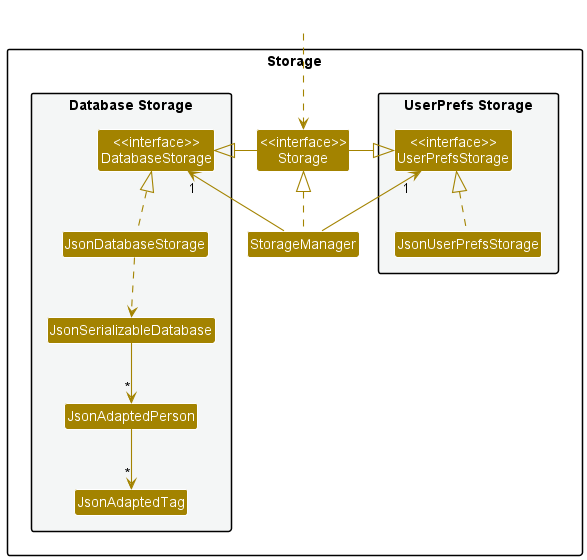 Storage
Database Storage
UserPrefs Storage
<<interface>>
DatabaseStorage
<<interface>>
Storage
<<interface>>
UserPrefsStorage
1
1
JsonDatabaseStorage
StorageManager
JsonUserPrefsStorage
JsonSerializableDatabase
*
JsonAdaptedPerson
*
JsonAdaptedTag